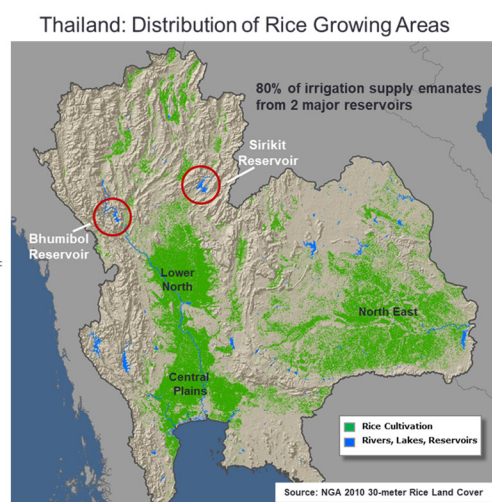 Thailand: Distribution of Rice Growing Areas
80% of irrigation supply emanates
from 2 major reservoirs
Sirikit
Reservoir
Bhumibol
Reservoir
Lower
North
North East
Central
Plains
Rice Cultivation
Rivers, Lakes, Reservoirs
Source: NGA 2010 30-meter Rice Land Cover